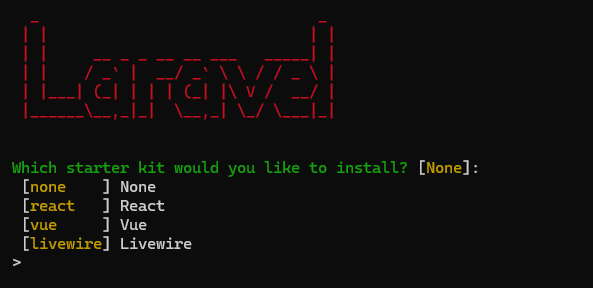 Laravel
Which starter kit would you like to install? [None]:
[none    ] None
[react   ] React
[vue     ] Vue
[livewire] Livewire
>